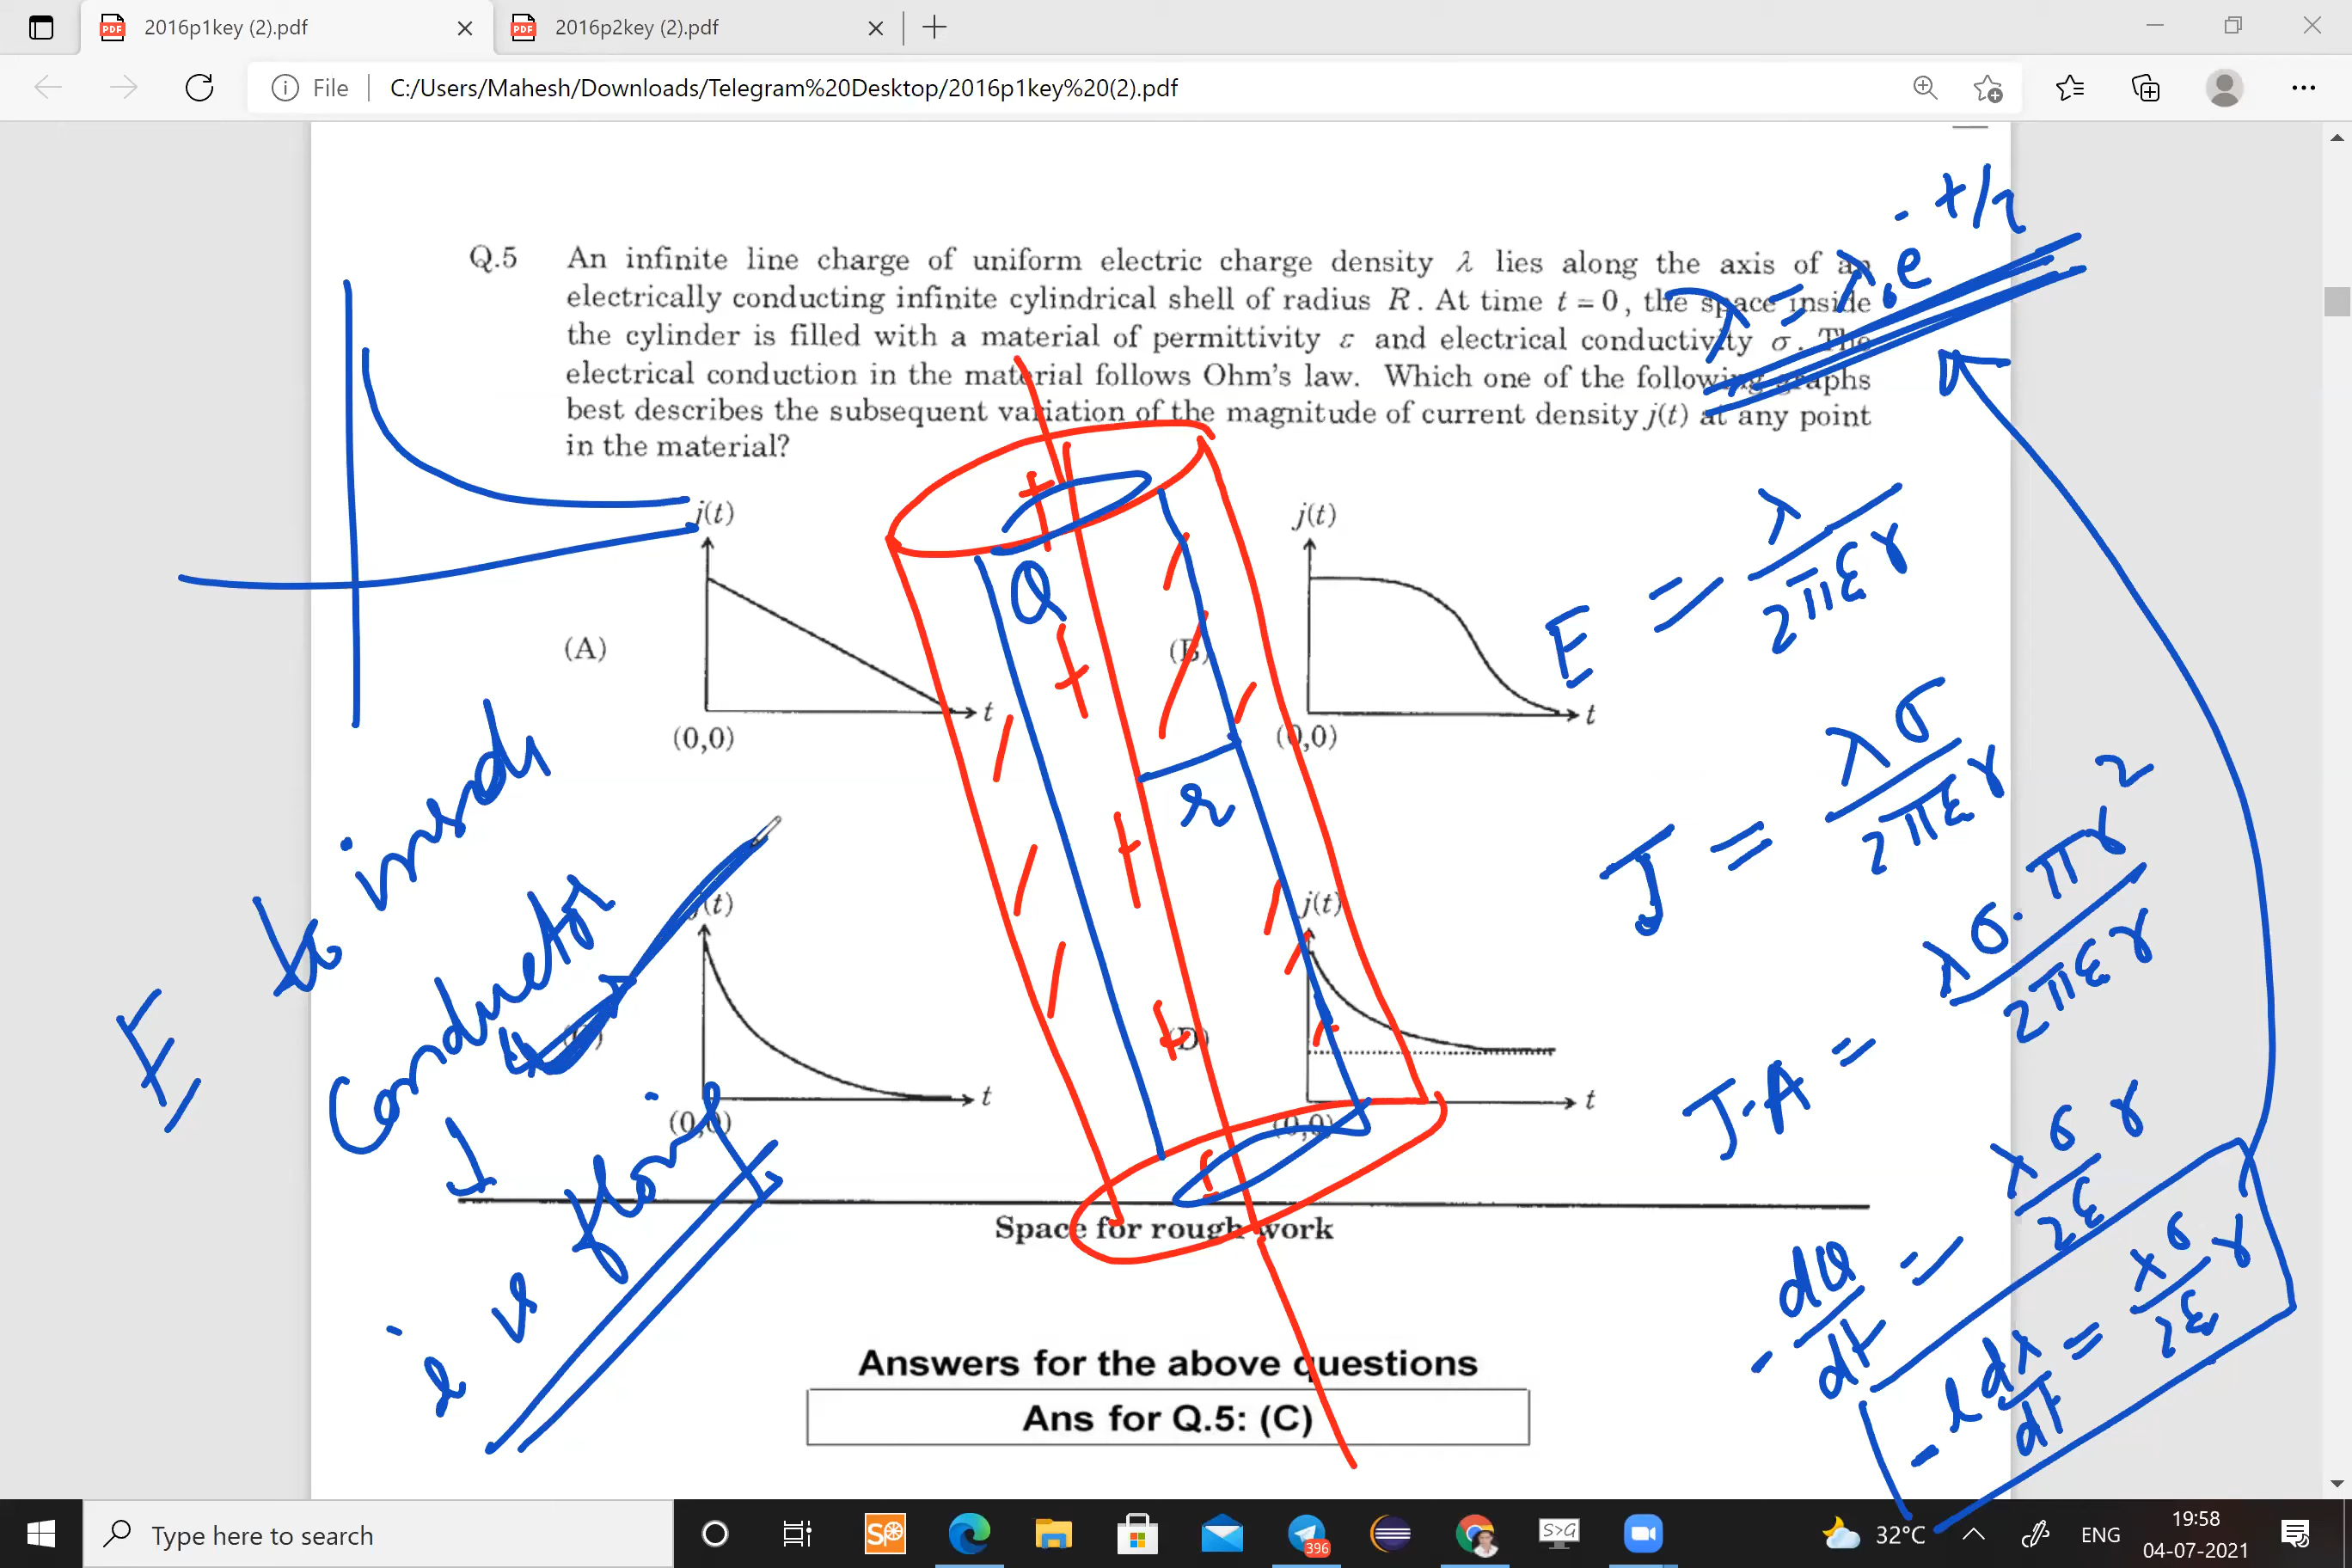 2016p1key (2).pdf
2016p2key (2).pdf
File
C:/Users/Mahesh/Downloads/Telegram%20Desktop/2016p1key%20(2).pdf
Q.5 An infinite line charge of uniform electric charge density λ lies along the axis of an
electrically conducting infinite cylindrical shell of radius R. At time t = 0, the space inside
the cylinder is filled with a material of permittivity ε and electrical conductivity σ. The
electrical conduction in the material follows Ohm's law. Which one of the following graphs
best describes the subsequent variation of the magnitude of current density j(t) at any point
in the material?
λ = λ₀e
j(t)
(A)
t
(0,0)
j(t)
t
(0,0)
j(t)
t
(0,0)
j(t)
(D)
t
(0,0)
Q
r
E = λ / 2πεr
J = λσ / 2πεr
J·A = λσ·πr² / 2πεr
λσr / 2ε
- dQ/dt =
- l dλ/dt = λσr / 2ε
E
Conductor
i
Space for rough work
Answers for the above questions
Ans for Q.5: (C)
Type here to search
396
S>G
32°C
ENG
19:58
04-07-2021